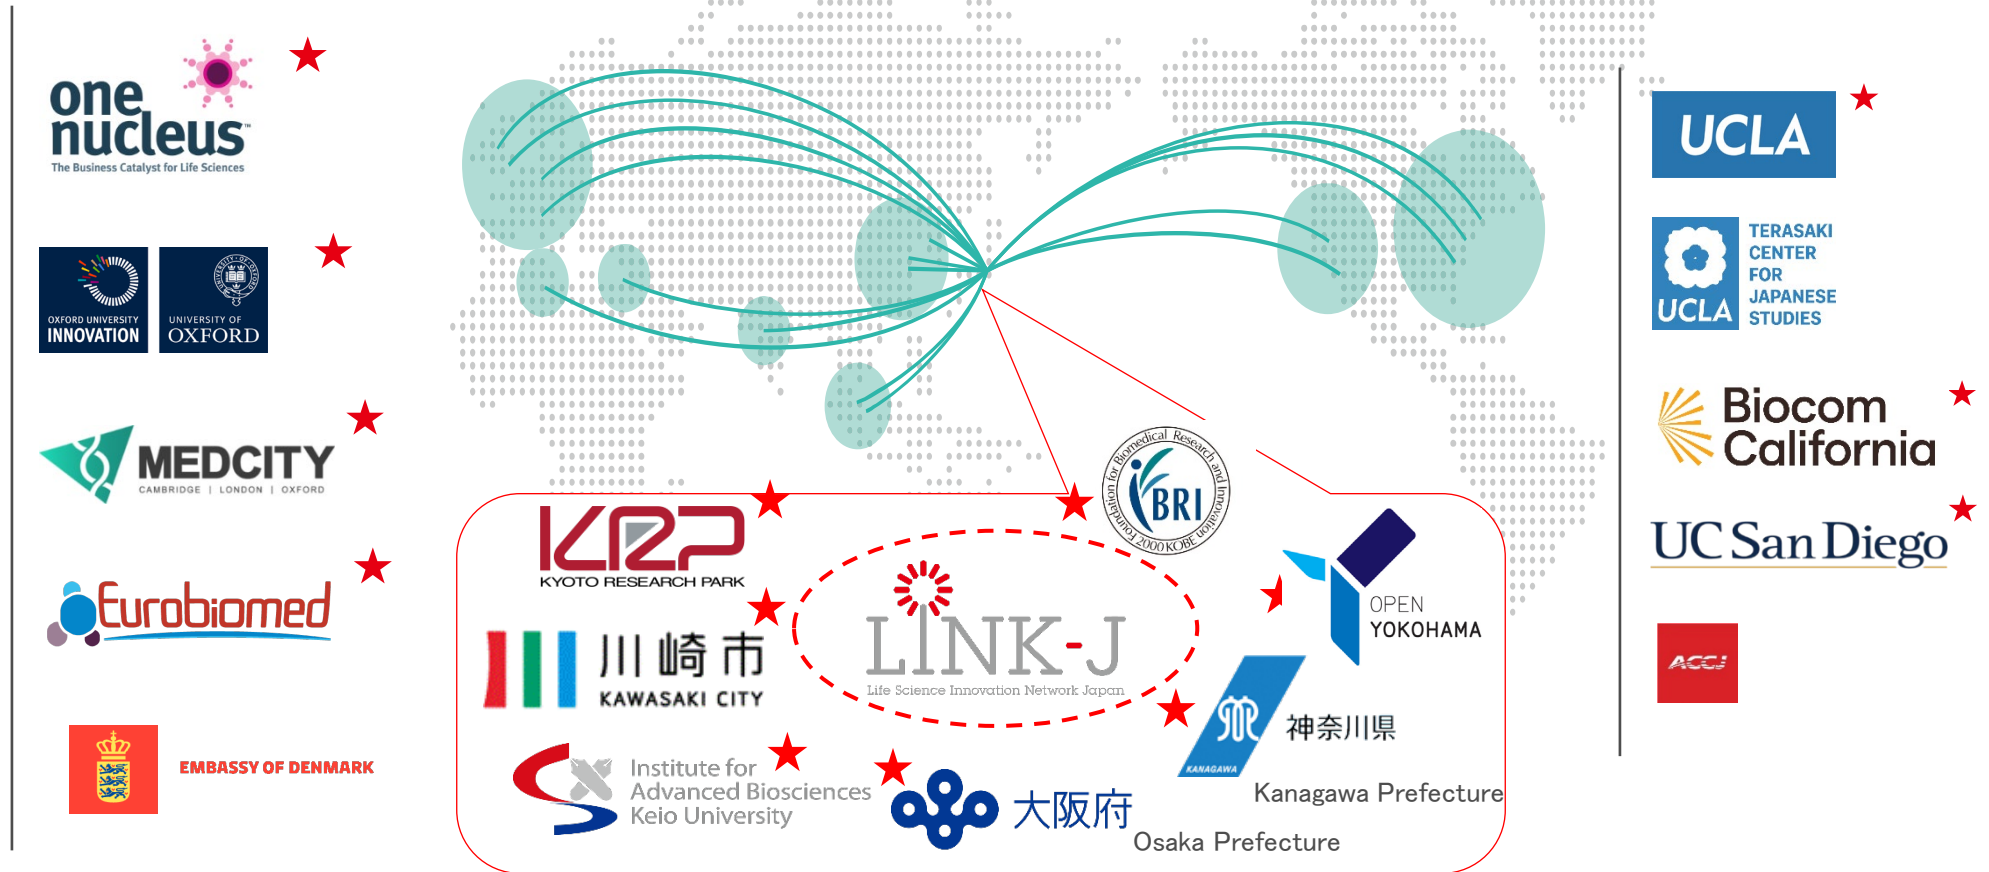 one
nucleus™
The Business Catalyst for Life Sciences
OXFORD UNIVERSITY
INNOVATION
UNIVERSITY OF
OXFORD
UNIVERSITY · OF · OXFORD
MEDCITY
CAMBRIDGE | LONDON | OXFORD
Eurobiomed
EMBASSY OF DENMARK
KRP
KYOTO RESEARCH PARK
川崎市
KAWASAKI CITY
Institute for
Advanced Biosciences
Keio University
LINK-J
Life Science Innovation Network Japan
大阪府
Osaka Prefecture
Foundation for Biomedical Research and Innovation
2000 KOBE
BRI
OPEN
YOKOHAMA
KANAGAWA
神奈川県
Kanagawa Prefecture
UCLA
TERASAKI
CENTER
FOR
JAPANESE
STUDIES
UCLA
Biocom
California
UC San Diego
ACCJ